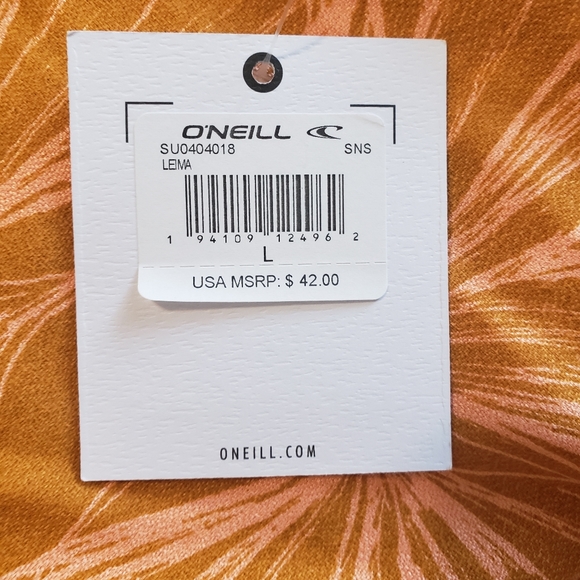 O'NEILL
SU0404018 SNS
LEIMA
1 94109 12496 2
L
USA MSRP: $ 42.00
ONEILL.COM